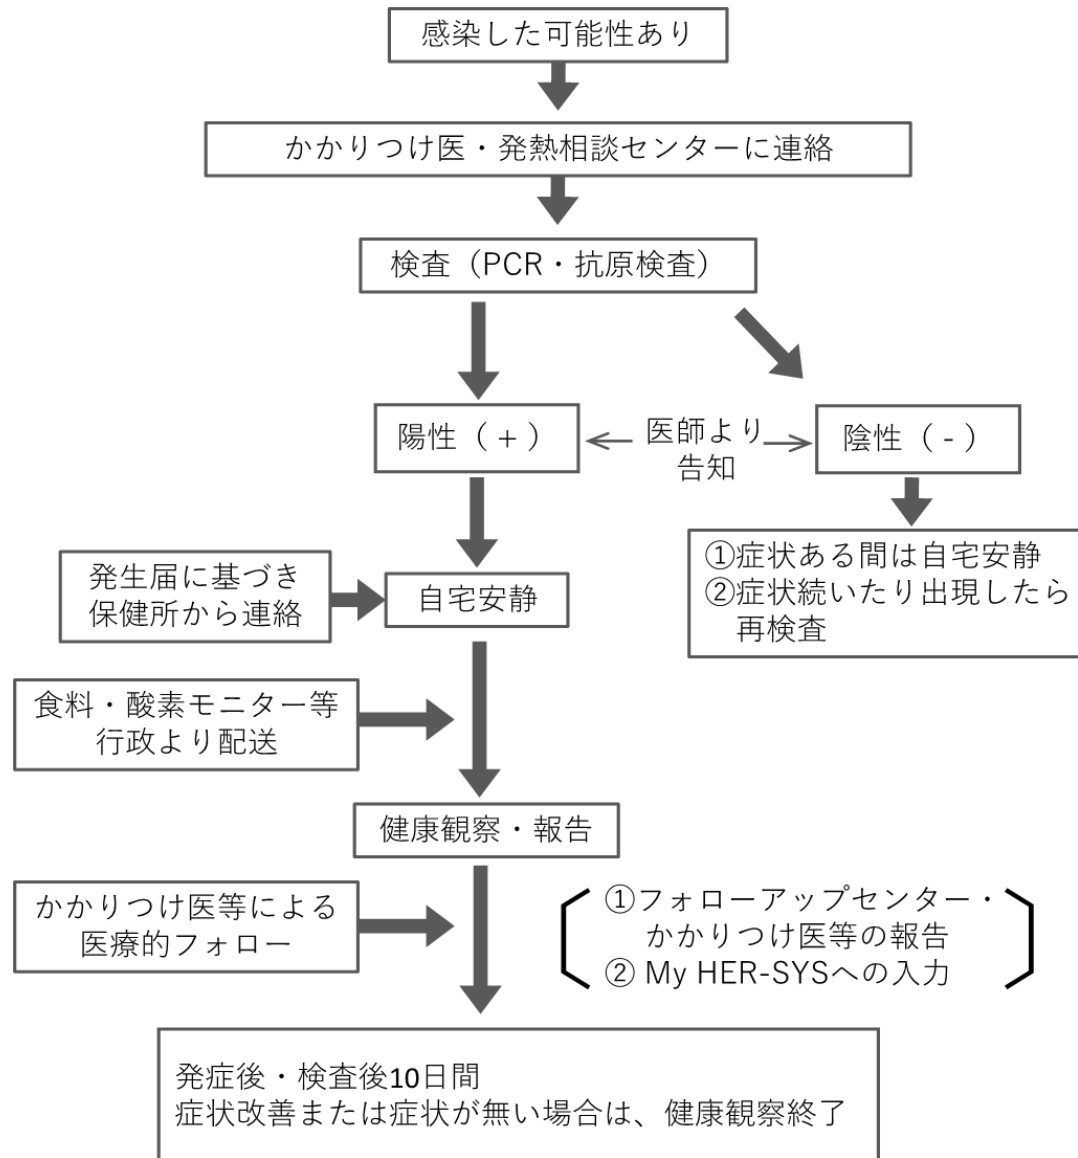 感染した可能性あり
かかりつけ医・発熱相談センターに連絡
検査（PCR・抗原検査）
陽性（+）
医師より
告知
陰性（-）
①症状ある間は自宅安静
②症状続いたり出現したら
再検査
発生届に基づき
保健所から連絡
自宅安静
食料・酸素モニター等
行政より配送
健康観察・報告
かかりつけ医等による
医療的フォロー
①フォローアップセンター・
かかりつけ医等の報告
② My HER-SYSへの入力
発症後・検査後10日間
症状改善または症状が無い場合は、健康観察終了